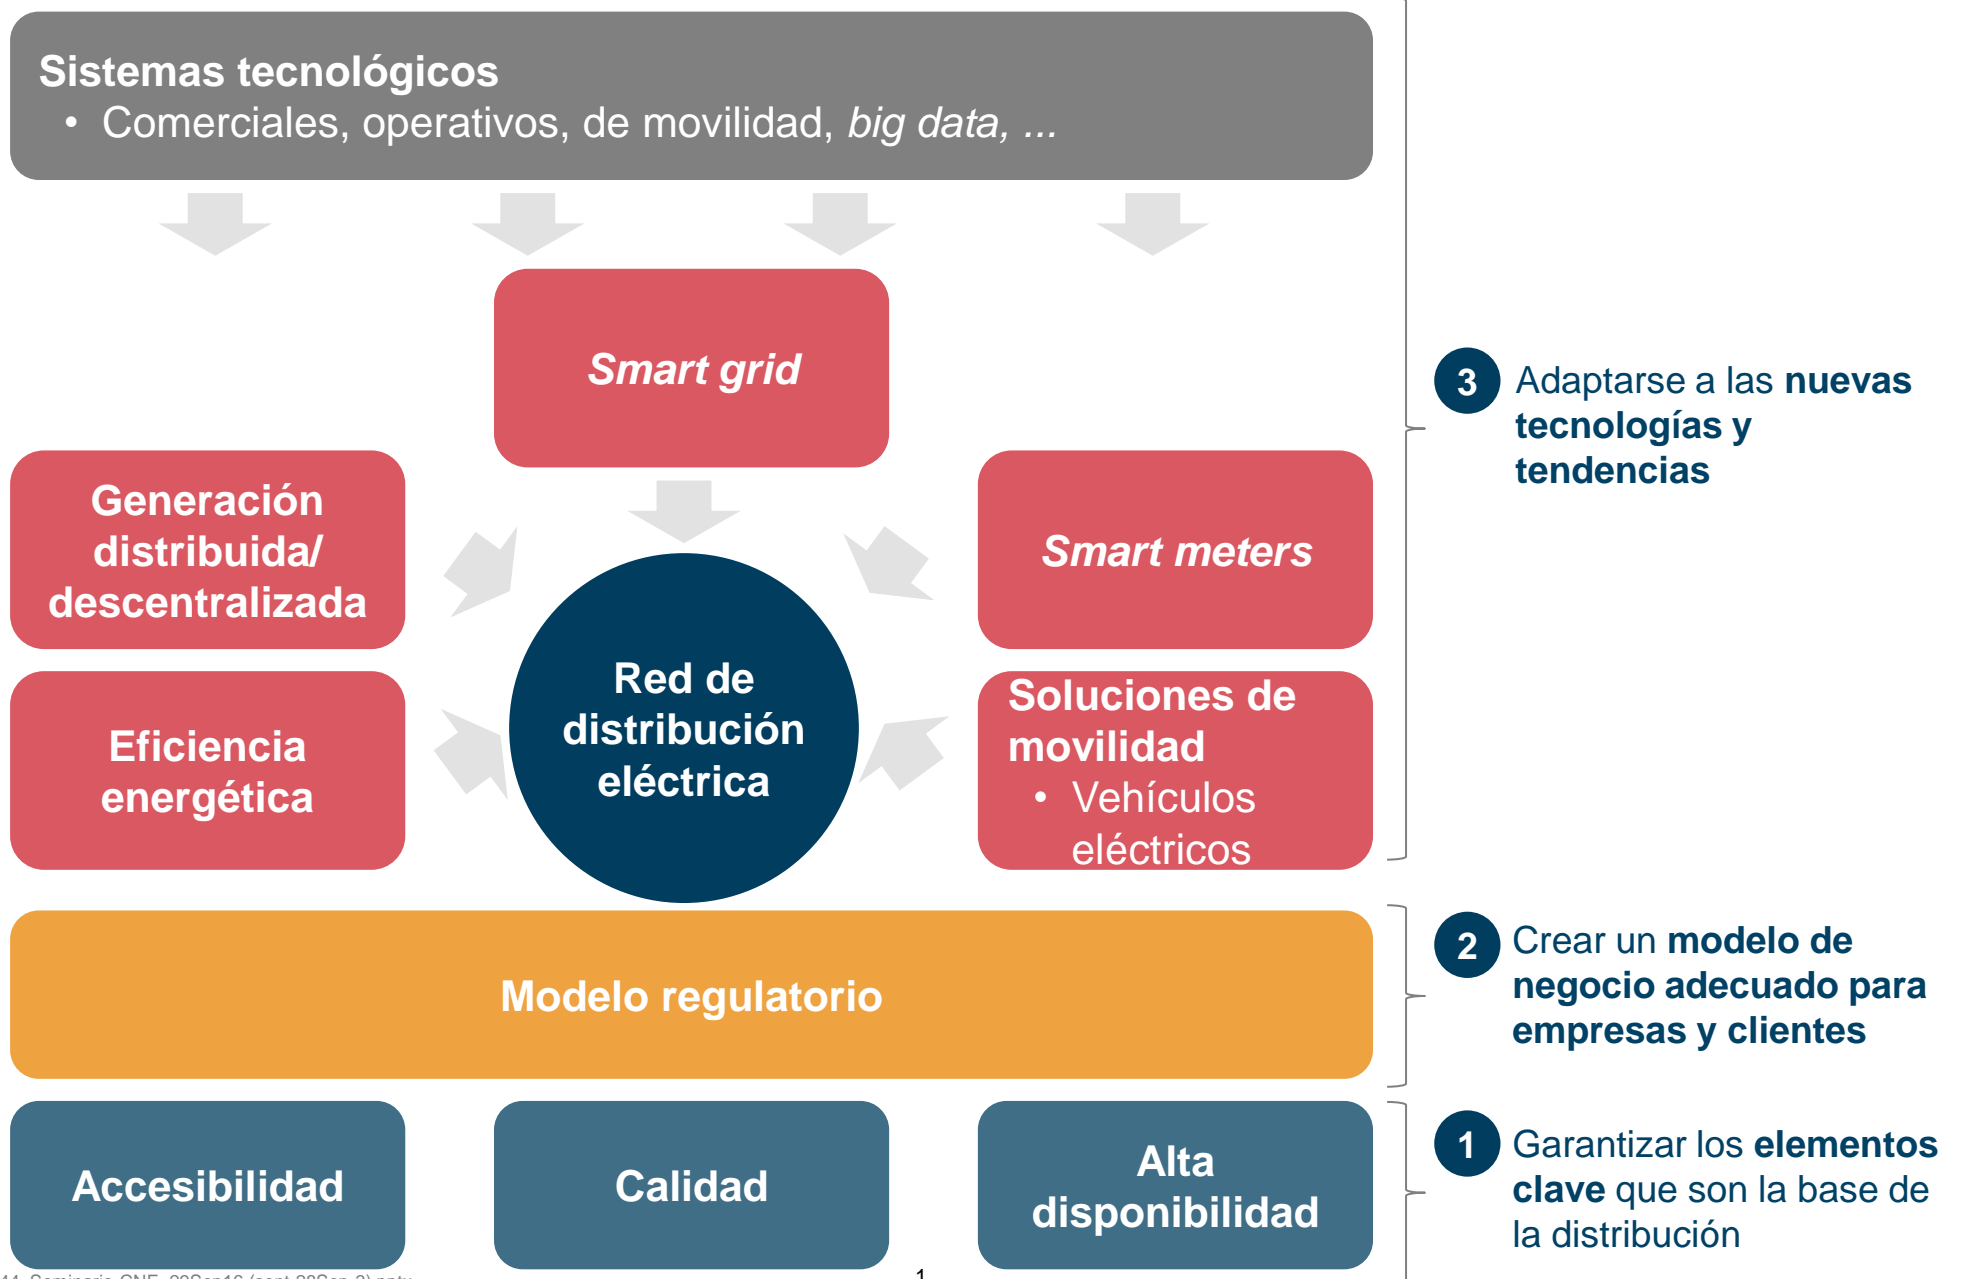 Sistemas tecnológicos
• Comerciales, operativos, de movilidad, big data, ...
Smart grid
Generación
distribuida/
descentralizada
Smart meters
Eficiencia
energética
Red de
distribución
eléctrica
Soluciones de
movilidad
• Vehículos
eléctricos
3 Adaptarse a las nuevas
tecnologías y
tendencias
Modelo regulatorio
2 Crear un modelo de
negocio adecuado para
empresas y clientes
Accesibilidad
Calidad
Alta
disponibilidad
1 Garantizar los elementos
clave que son la base de
la distribución
1